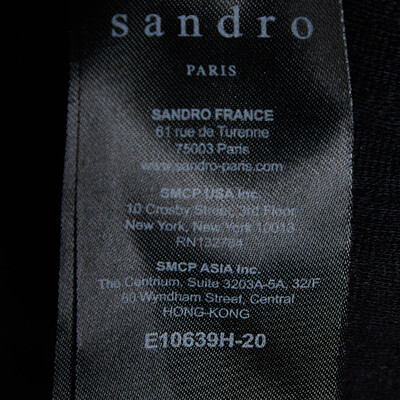 sandro
PARIS
SANDRO FRANCE
61 rue de Turenne
75003 Paris
www.sandro-paris.com
SMCP USA Inc.
10 Crosby Street, 3rd Floor
New York, New York 10013
RN132784
SMCP ASIA Inc.
The Centrium, Suite 3203A-5A, 32/F
60 Wyndham Street, Central
HONG-KONG
E10639H-20